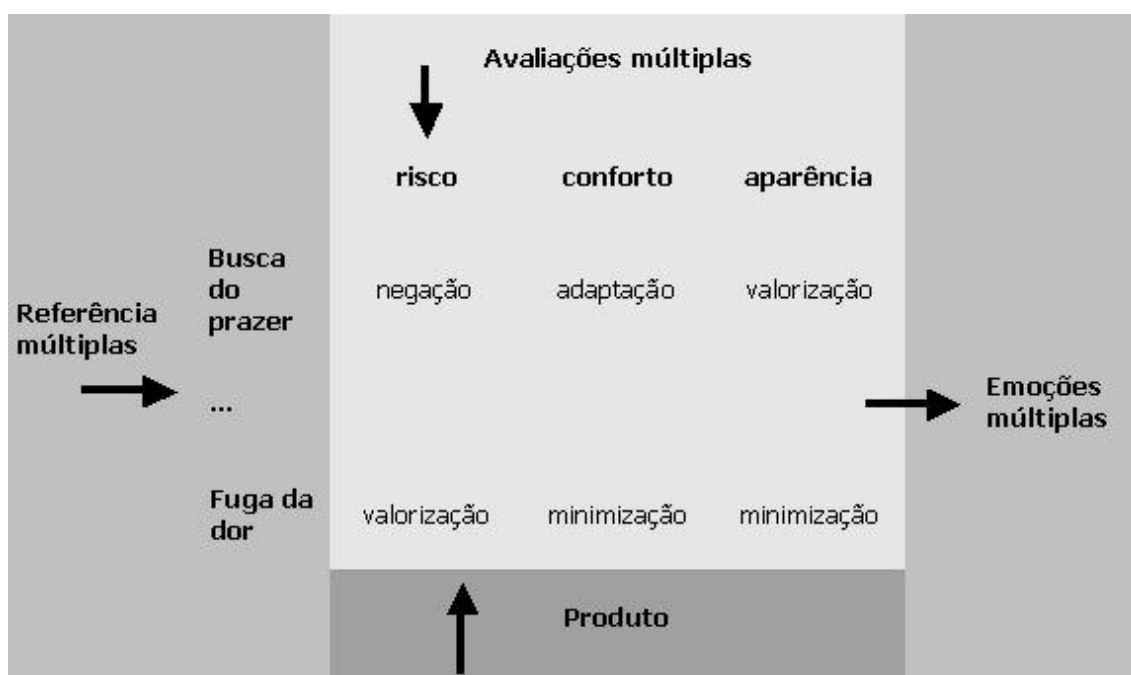 Avaliações múltiplas
risco conforto aparência
Busca
do
prazer
negação adaptação valorização
Referência
múltiplas
...
Emoções
múltiplas
Fuga da
dor
valorização minimização minimização
Produto